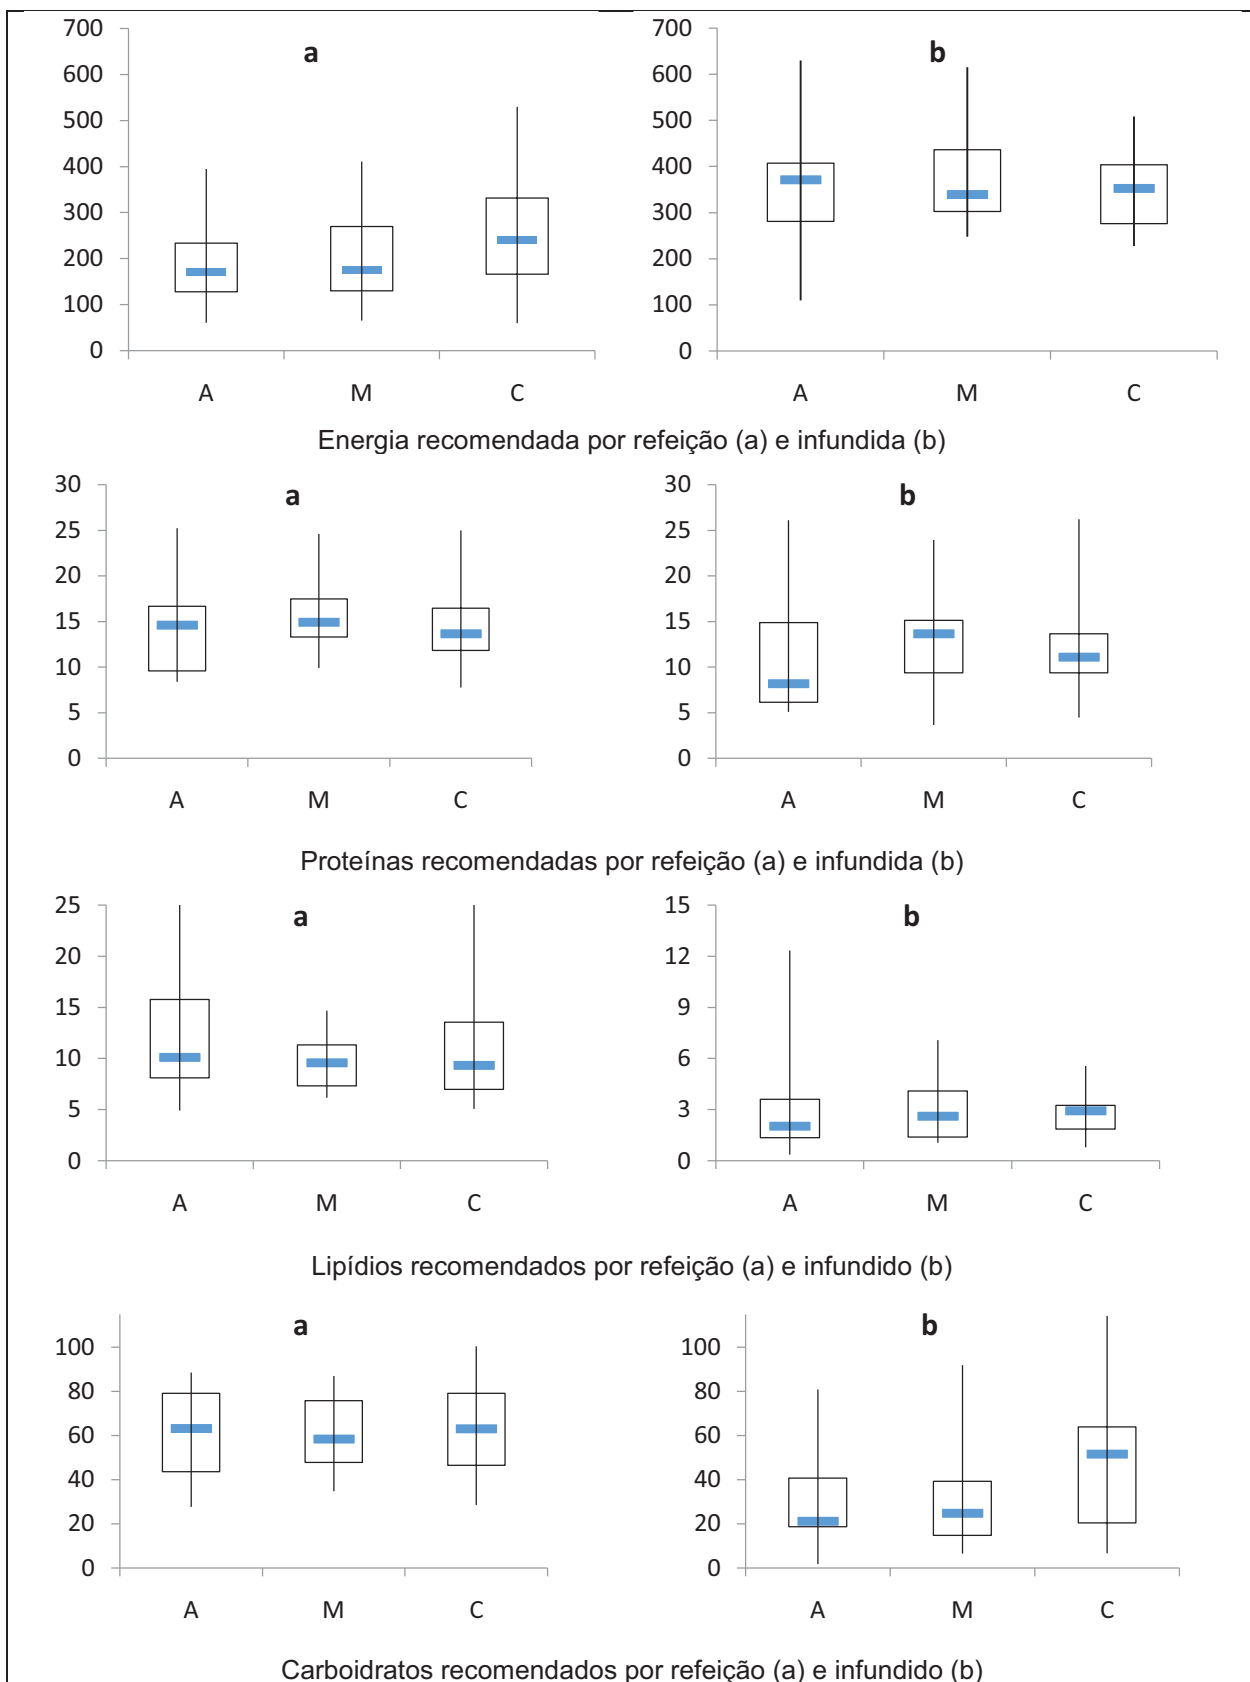 a
700
600
500
400
300
200
100
0
A M C
b
700
600
500
400
300
200
100
0
A M C
Energia recomendada por refeição (a) e infundida (b)
a
30
25
20
15
10
5
0
A M C
b
30
25
20
15
10
5
0
A M C
Proteínas recomendadas por refeição (a) e infundida (b)
a
25
20
15
10
5
0
A M C
b
15
12
9
6
3
0
A M C
Lipídios recomendados por refeição (a) e infundido (b)
a
100
80
60
40
20
0
A M C
b
100
80
60
40
20
0
A M C
Carboidratos recomendados por refeição (a) e infundido (b)